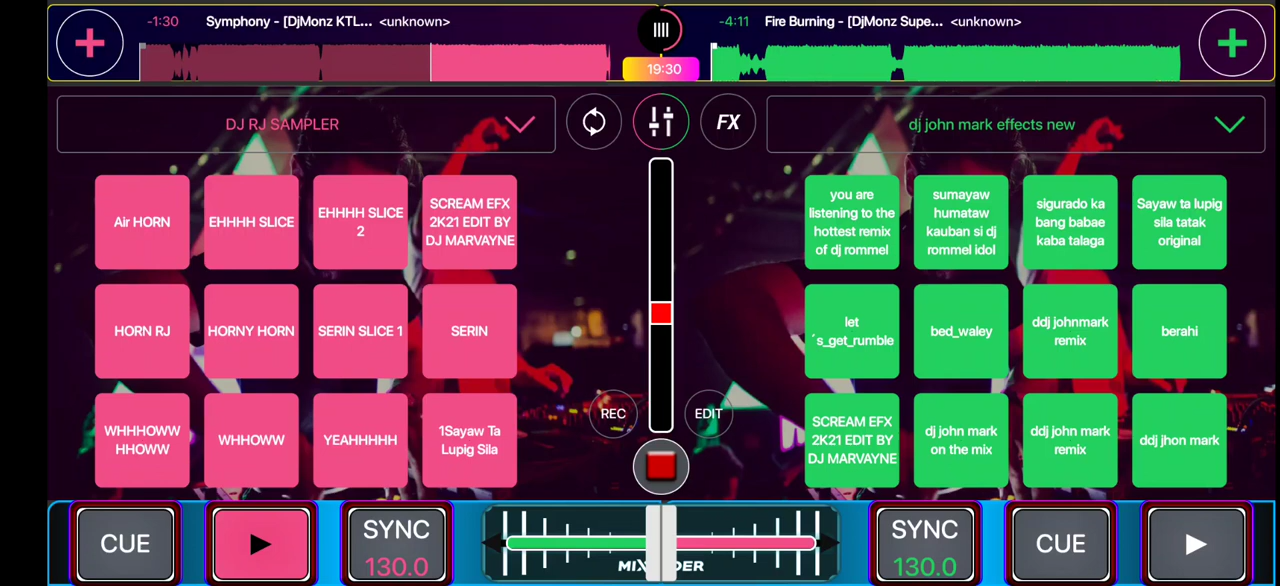 -1:30 Symphony - [DjMonz KTL... <unknown>
-4:11 Fire Burning - [DjMonz Supe... <unknown>
19:30
DJ RJ SAMPLER
FX
dj john mark effects new
Air HORN
EHHHH SLICE
EHHHH SLICE
2
SCREAM EFX
2K21 EDIT BY
DJ MARVAYNE
HORN RJ
HORNY HORN
SERIN SLICE 1
SERIN
WHHHOWW
HHOWW
WHHOWW
YEAHHHHH
1Sayaw Ta
Lupig Sila
REC
EDIT
you are
listening to the
hottest remix
of dj rommel
sumayaw
humataw
kauban si dj
rommel idol
sigurado ka
bang babae
kaba talaga
Sayaw ta lupig
sila tatak
original
let
´s_get_rumble
bed_waley
ddj johnmark
remix
berahi
SCREAM EFX
2K21 EDIT BY
DJ MARVAYNE
dj john mark
on the mix
ddj john mark
remix
ddj jhon mark
CUE
SYNC
130.0
SYNC
130.0
CUE